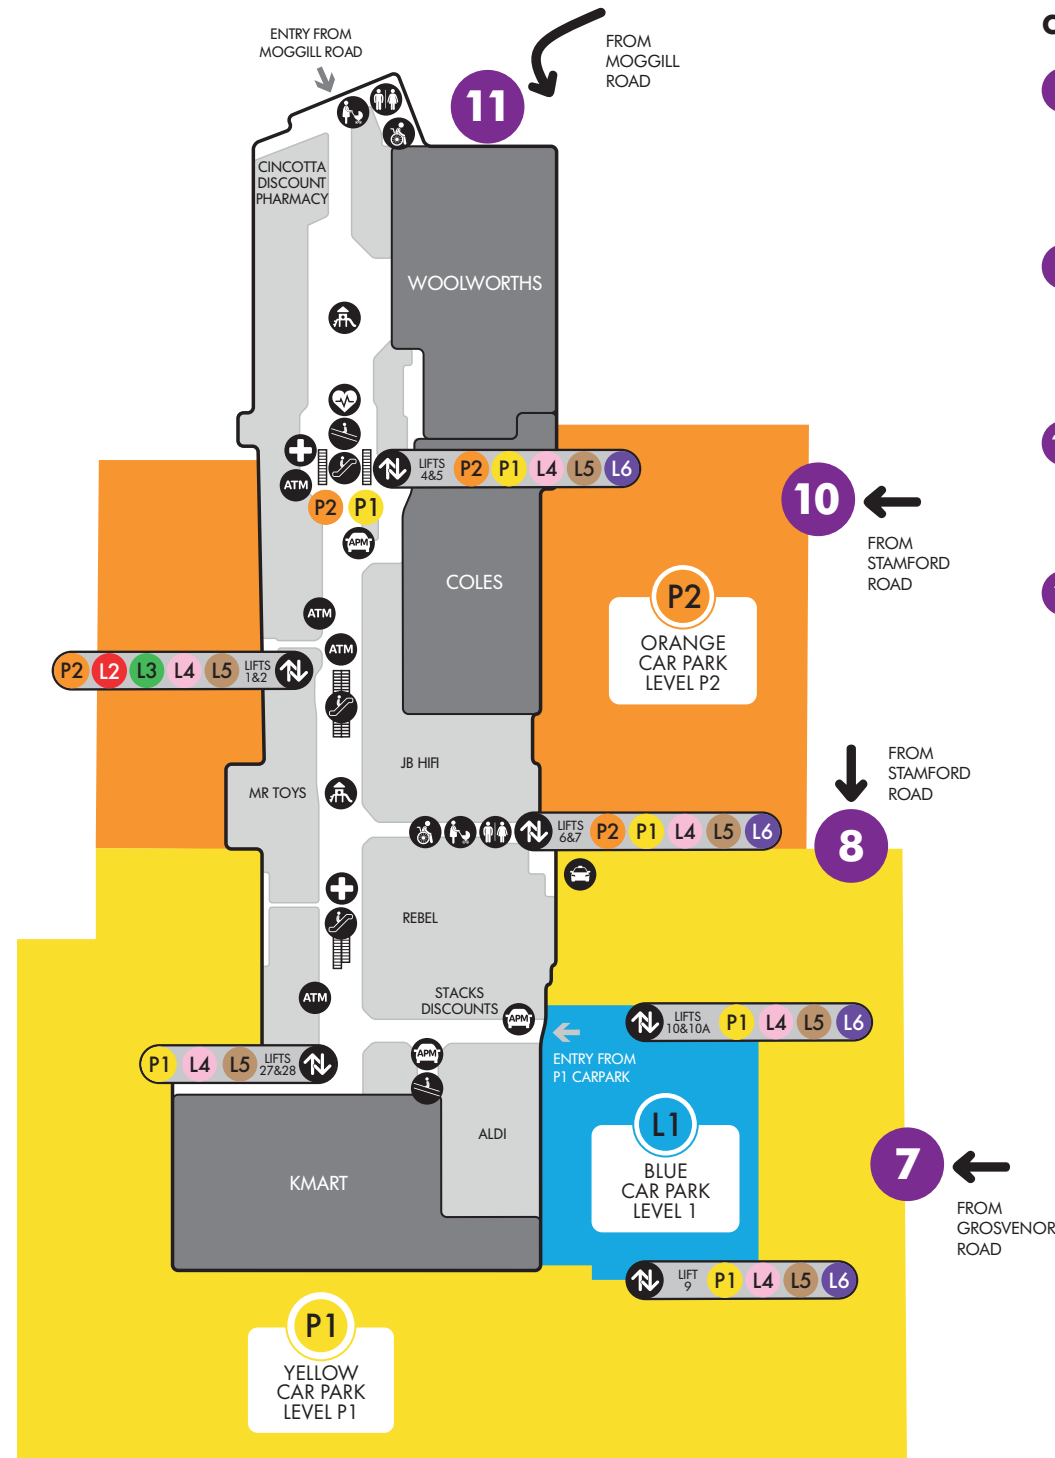 ENTRY FROM
MOGGILL ROAD
FROM
MOGGILL
ROAD
11
CINCOTTA
DISCOUNT
PHARMACY
WOOLWORTHS
LIFTS
4&5
P2
P1
L4
L5
L6
ATM
P2
P1
APM
10
FROM
STAMFORD
ROAD
COLES
P2
ORANGE
CAR PARK
LEVEL P2
ATM
ATM
P2
L2
L3
L4
L5
LIFTS
1&2
JB HIFI
MR TOYS
FROM
STAMFORD
ROAD
8
LIFTS
6&7
P2
P1
L4
L5
L6
REBEL
ATM
STACKS
DISCOUNTS
APM
LIFTS
10&10A
P1
L4
L5
L6
ENTRY FROM
P1 CARPARK
APM
P1
L4
L5
LIFTS
27&28
ALDI
KMART
L1
BLUE
CAR PARK
LEVEL 1
7
FROM
GROSVENOR
ROAD
LIFT
9
P1
L4
L5
L6
P1
YELLOW
CAR PARK
LEVEL P1